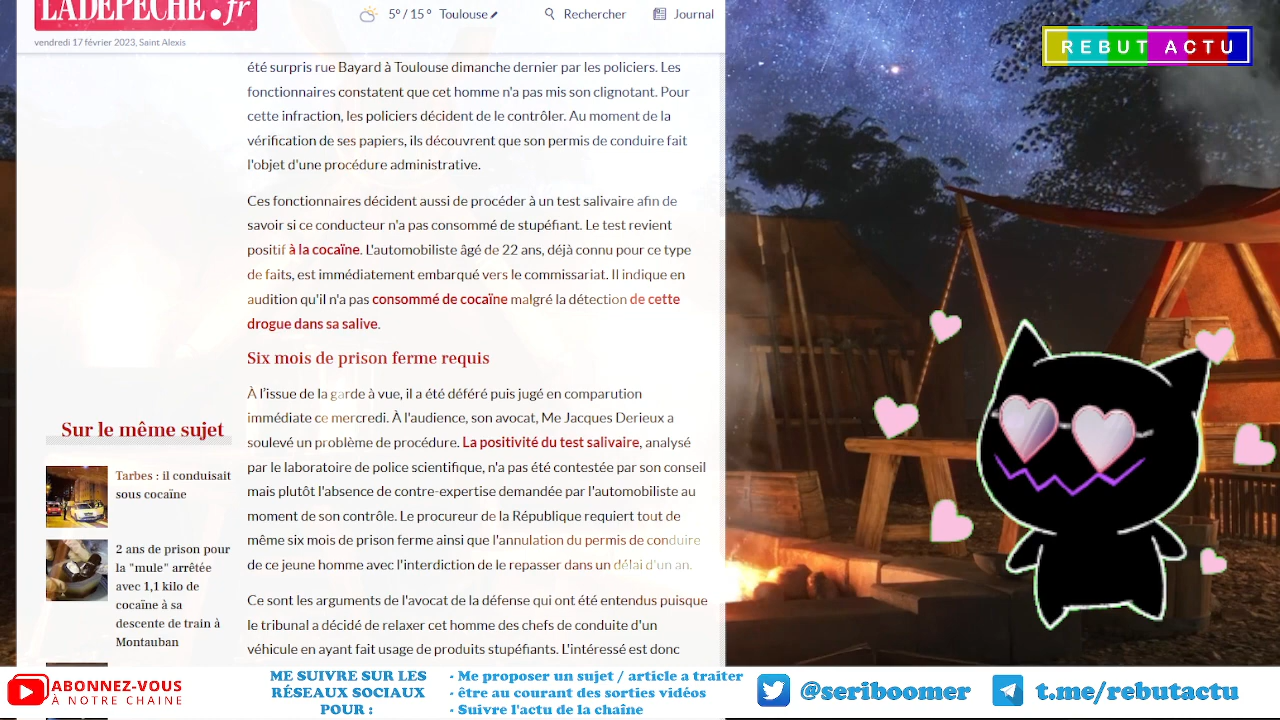 LADEPECHE.fr
5° / 15° Toulouse
Rechercher
Journal
vendredi 17 février 2023, Saint Alexis
REBUT ACTU
été surpris rue Bayard à Toulouse dimanche dernier par les policiers. Les
fonctionnaires constatent que cet homme n'a pas mis son clignotant. Pour
cette infraction, les policiers décident de le contrôler. Au moment de la
vérification de ses papiers, ils découvrent que son permis de conduire fait
l'objet d'une procédure administrative.
Ces fonctionnaires décident aussi de procéder à un test salivaire afin de
savoir si ce conducteur n'a pas consommé de stupéfiant. Le test revient
positif à la cocaïne. L'automobiliste âgé de 22 ans, déjà connu pour ce type
de faits, est immédiatement embarqué vers le commissariat. Il indique en
audition qu'il n'a pas consommé de cocaïne malgré la détection de cette
drogue dans sa salive.
Six mois de prison ferme requis
À l'issue de la garde à vue, il a été déféré puis jugé en comparution
immédiate ce mercredi. À l'audience, son avocat, Me Jacques Derieux a
soulevé un problème de procédure. La positivité du test salivaire, analysé
par le laboratoire de police scientifique, n'a pas été contestée par son conseil
mais plutôt l'absence de contre-expertise demandée par l'automobiliste au
moment de son contrôle. Le procureur de la République requiert tout de
même six mois de prison ferme ainsi que l'annulation du permis de conduire
de ce jeune homme avec l'interdiction de le repasser dans un délai d'un an.
Ce sont les arguments de l'avocat de la défense qui ont été entendus puisque
le tribunal a décidé de relaxer cet homme des chefs de conduite d'un
véhicule en ayant fait usage de produits stupéfiants. L'intéressé est donc
Sur le même sujet
Tarbes : il conduisait
sous cocaïne
2 ans de prison pour
la "mule" arrêtée
avec 1,1 kilo de
cocaïne à sa
descente de train à
Montauban
ABONNEZ-VOUS
À NOTRE CHAINE
ME SUIVRE SUR LES
RÉSEAUX SOCIAUX
POUR :
- Me proposer un sujet / article a traiter
- être au courant des sorties vidéos
- Suivre l'actu de la chaîne
@seriboomer
t.me/rebutactu